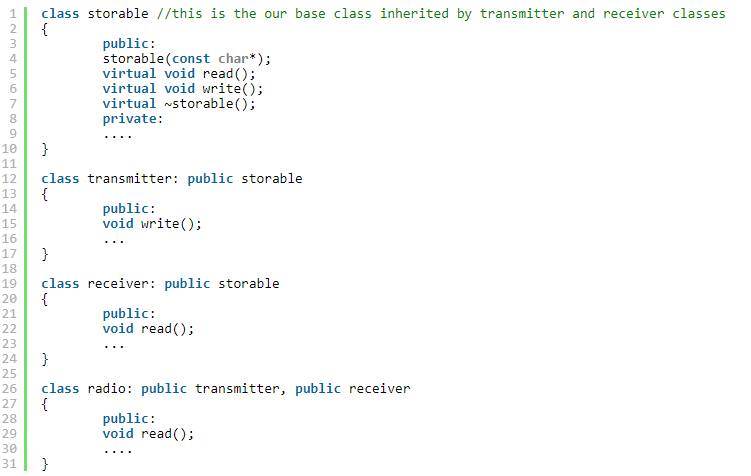 1 class storable //this is the our base class inherited by transmitter and receiver classes
2 {
3 public:
4 storable(const char*);
5 virtual void read();
6 virtual void write();
7 virtual ~storable();
8 private:
9 ....
10 }
11
12 class transmitter: public storable
13 {
14 public:
15 void write();
16 ...
17 }
18
19 class receiver: public storable
20 {
21 public:
22 void read();
23 ...
24 }
25
26 class radio: public transmitter, public receiver
27 {
28 public:
29 void read();
30 ....
31 }